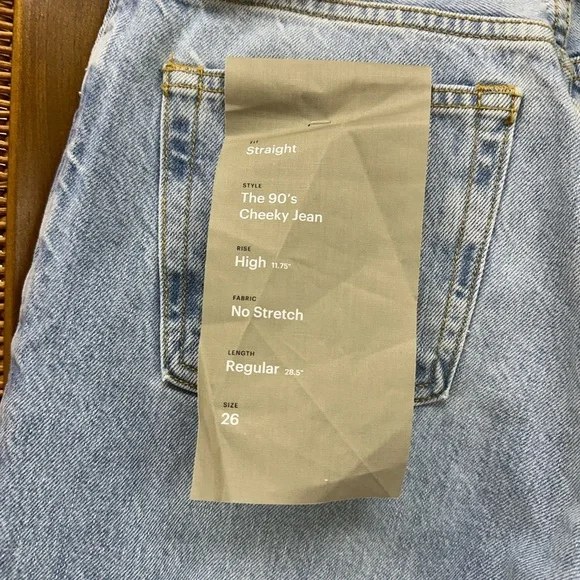 FIT
Straight
STYLE
The 90's
Cheeky Jean
RISE
High 11.75"
FABRIC
No Stretch
LENGTH
Regular 28.5"
SIZE
26